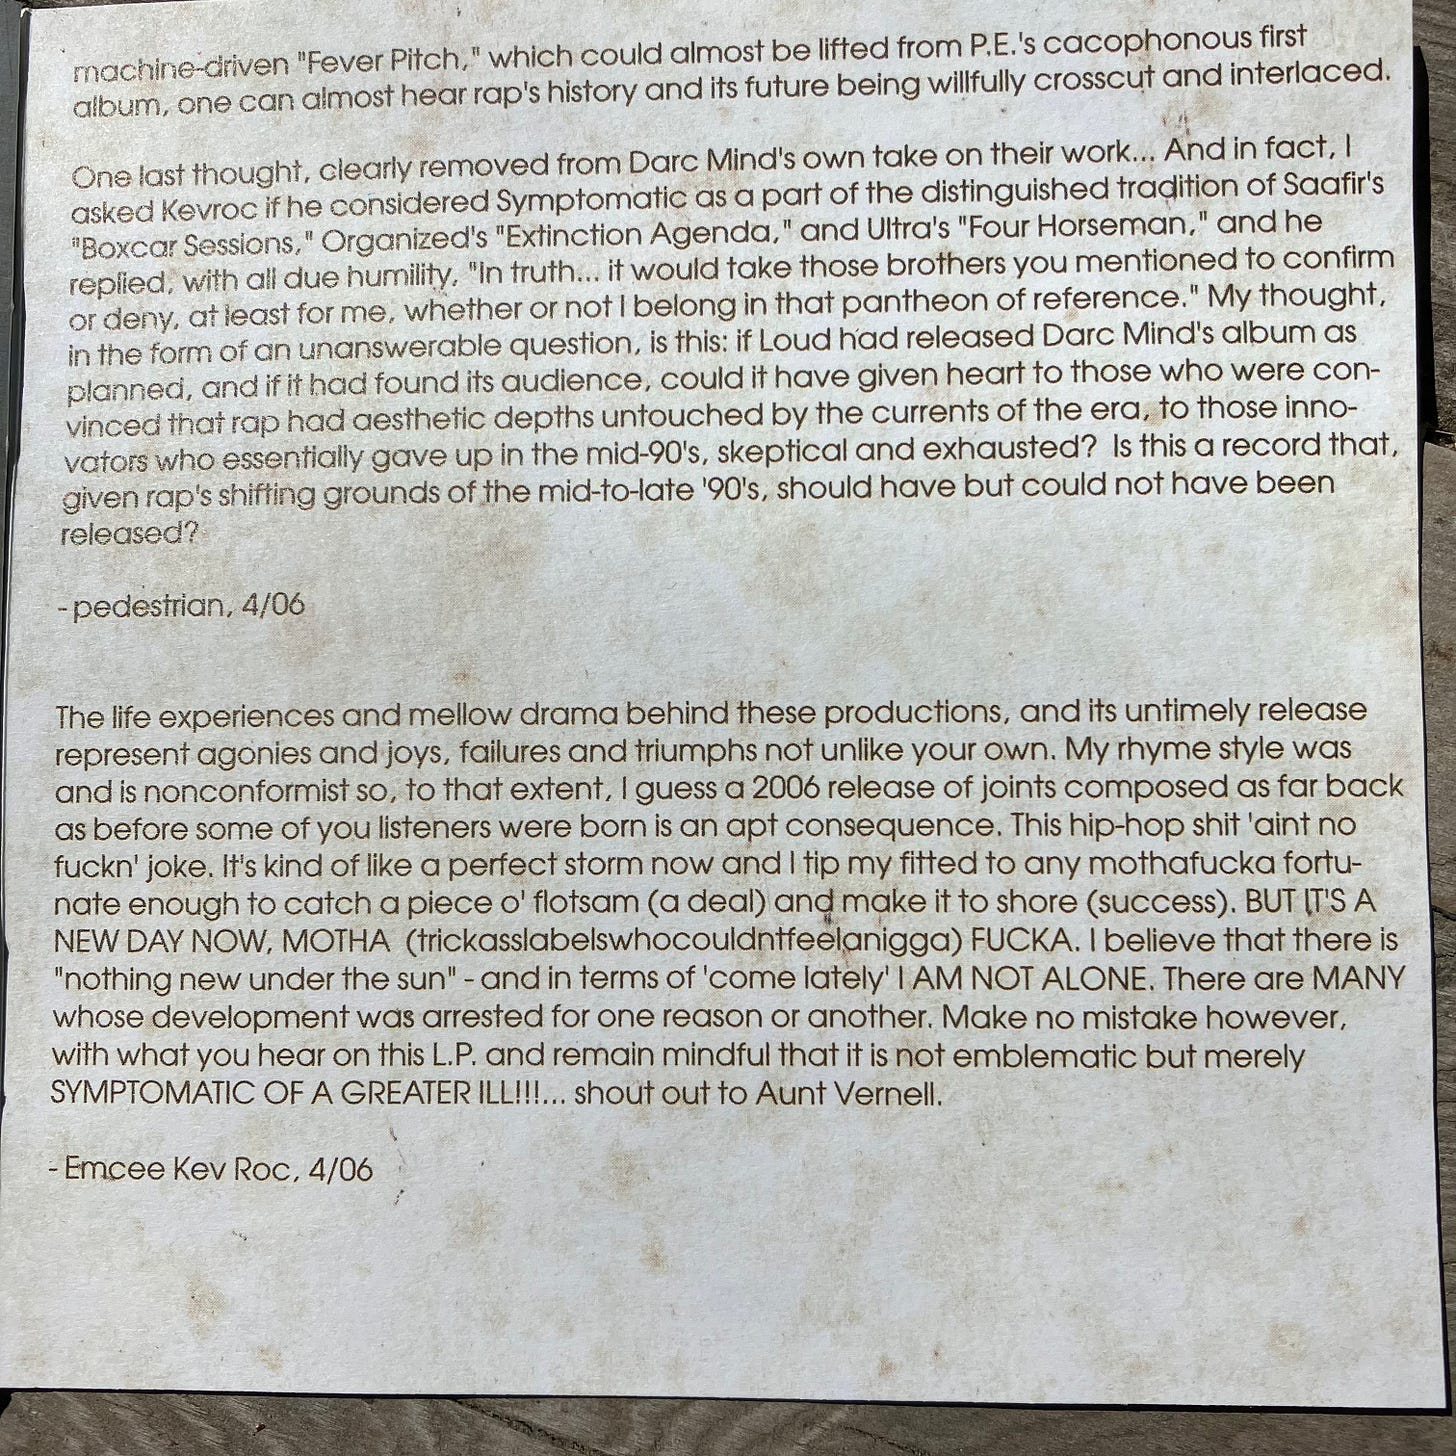 machine-driven "Fever Pitch," which could almost be lifted from P.E.'s cacophonous first
album, one can almost hear rap's history and its future being willfully crosscut and interlaced.
One last thought, clearly removed from Darc Mind's own take on their work... And in fact, I
asked Kevroc if he considered Symptomatic as a part of the distinguished tradition of Saafir's
"Boxcar Sessions," Organized's "Extinction Agenda," and Ultra's "Four Horseman," and he
replied, with all due humility, "In truth... it would take those brothers you mentioned to confirm
or deny, at least for me, whether or not I belong in that pantheon of reference." My thought,
in the form of an unanswerable question, is this: if Loud had released Darc Mind's album as
planned, and if it had found its audience, could it have given heart to those who were con-
vinced that rap had aesthetic depths untouched by the currents of the era, to those inno-
vators who essentially gave up in the mid-90's, skeptical and exhausted?  Is this a record that,
given rap's shifting grounds of the mid-to-late '90's, should have but could not have been
released?
- pedestrian, 4/06
The life experiences and mellow drama behind these productions, and its untimely release
represent agonies and joys, failures and triumphs not unlike your own. My rhyme style was
and is nonconformist so, to that extent, I guess a 2006 release of joints composed as far back
as before some of you listeners were born is an apt consequence. This hip-hop shit 'aint no
fuckn' joke. It's kind of like a perfect storm now and I tip my fitted to any mothafucka fortu-
nate enough to catch a piece o' flotsam (a deal) and make it to shore (success). BUT IT'S A
NEW DAY NOW, MOTHA  (trickasslabelswhocouldntfeelanigga) FUCKA. I believe that there is
"nothing new under the sun" - and in terms of 'come lately' I AM NOT ALONE. There are MANY
whose development was arrested for one reason or another. Make no mistake however,
with what you hear on this L.P. and remain mindful that it is not emblematic but merely
SYMPTOMATIC OF A GREATER ILL!!!... shout out to Aunt Vernell.
- Emcee Kev Roc, 4/06